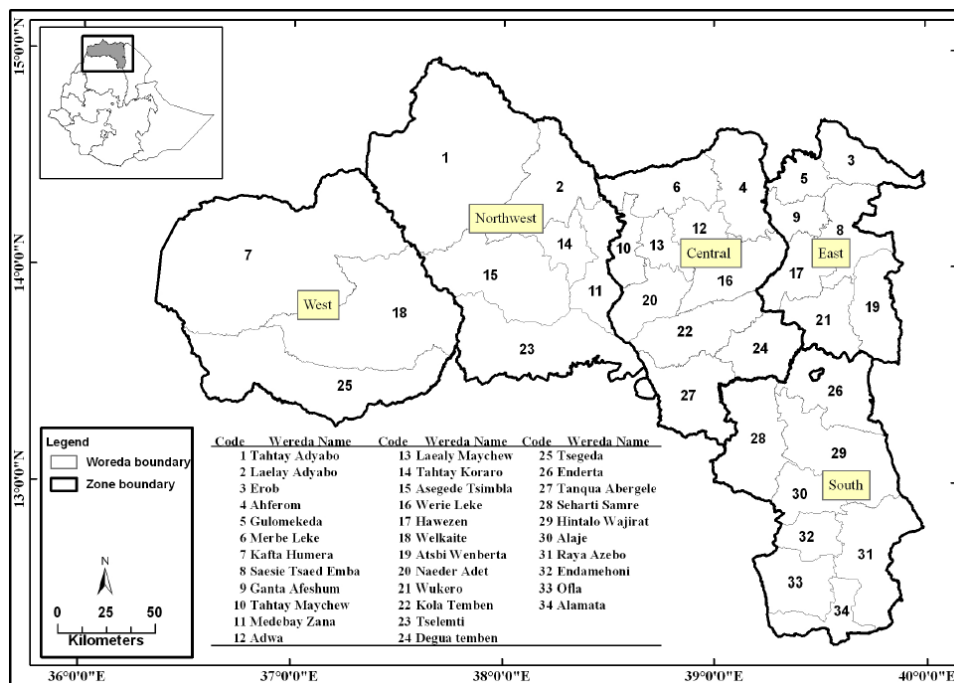 15°0'0"N
14°0'0"N
13°0'0"N
1
2
3
4
5
6
7
8
9
10
11
12
13
14
15
16
17
18
19
20
21
22
23
24
25
26
27
28
29
30
31
32
33
34
Northwest
Central
East
West
South
Legend
Woreda boundary
Zone boundary
N
0 25 50
Kilometers
Code Wereda Name Code Wereda Name Code Wereda Name
1 Tahtay Adyabo 13 Laealy Maychew 25 Tsegeda
2 Laelay Adyabo 14 Tahtay Koraro 26 Enderta
3 Erob 15 Asegede Tsimbla 27 Tanqua Abergele
4 Ahferom 16 Werie Leke 28 Seharti Samre
5 Gulomekeda 17 Hawezen 29 Hintalo Wajirat
6 Merbe Leke 18 Welkaite 30 Alaje
7 Kafta Humera 19 Atsbi Wenberta 31 Raya Azebo
8 Saesie Tsaed Emba 20 Naeder Adet 32 Endamehoni
9 Ganta Afeshum 21 Wukero 33 Ofla
10 Tahtay Maychew 22 Kola Temben 34 Alamata
11 Medebay Zana 23 Tselemti
12 Adwa 24 Degua temben
36°0'0"E 37°0'0"E 38°0'0"E 39°0'0"E 40°0'0"E